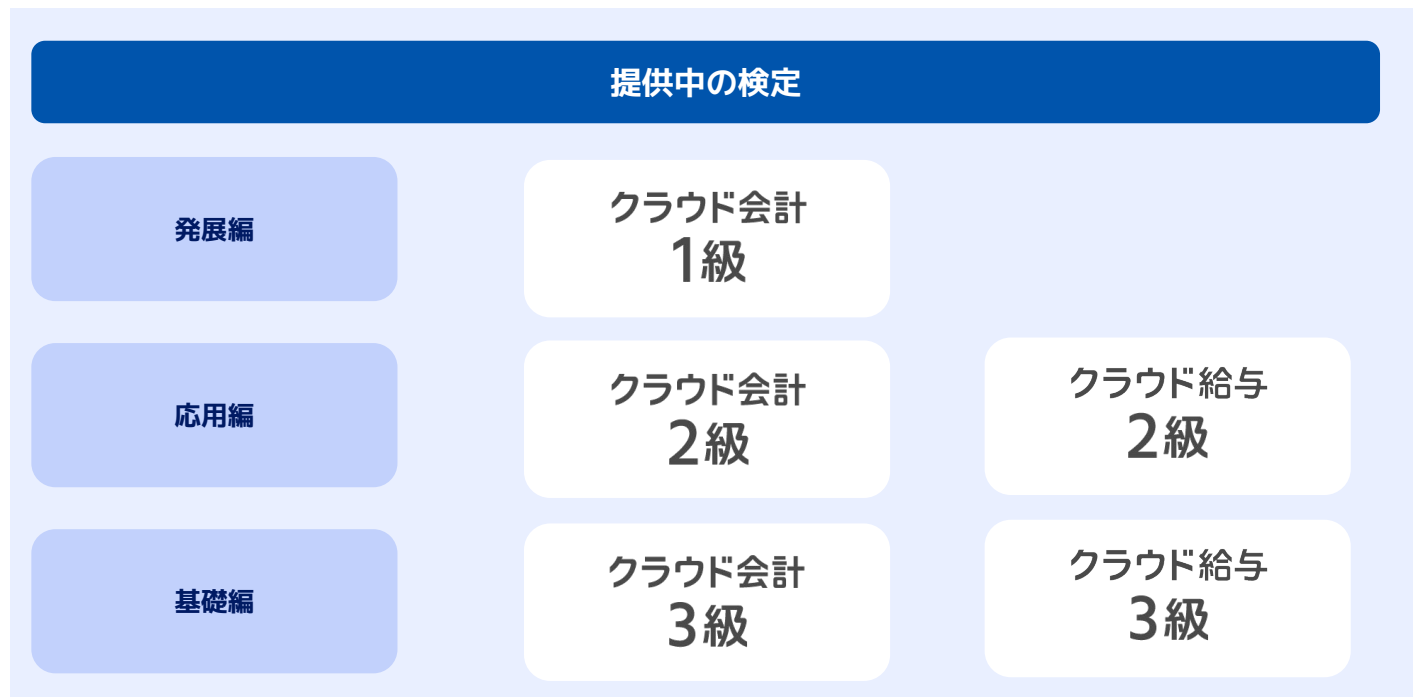 提供中の検定
発展編
クラウド会計
1級
応用編
クラウド会計
2級
クラウド給与
2級
基礎編
クラウド会計
3級
クラウド給与
3級